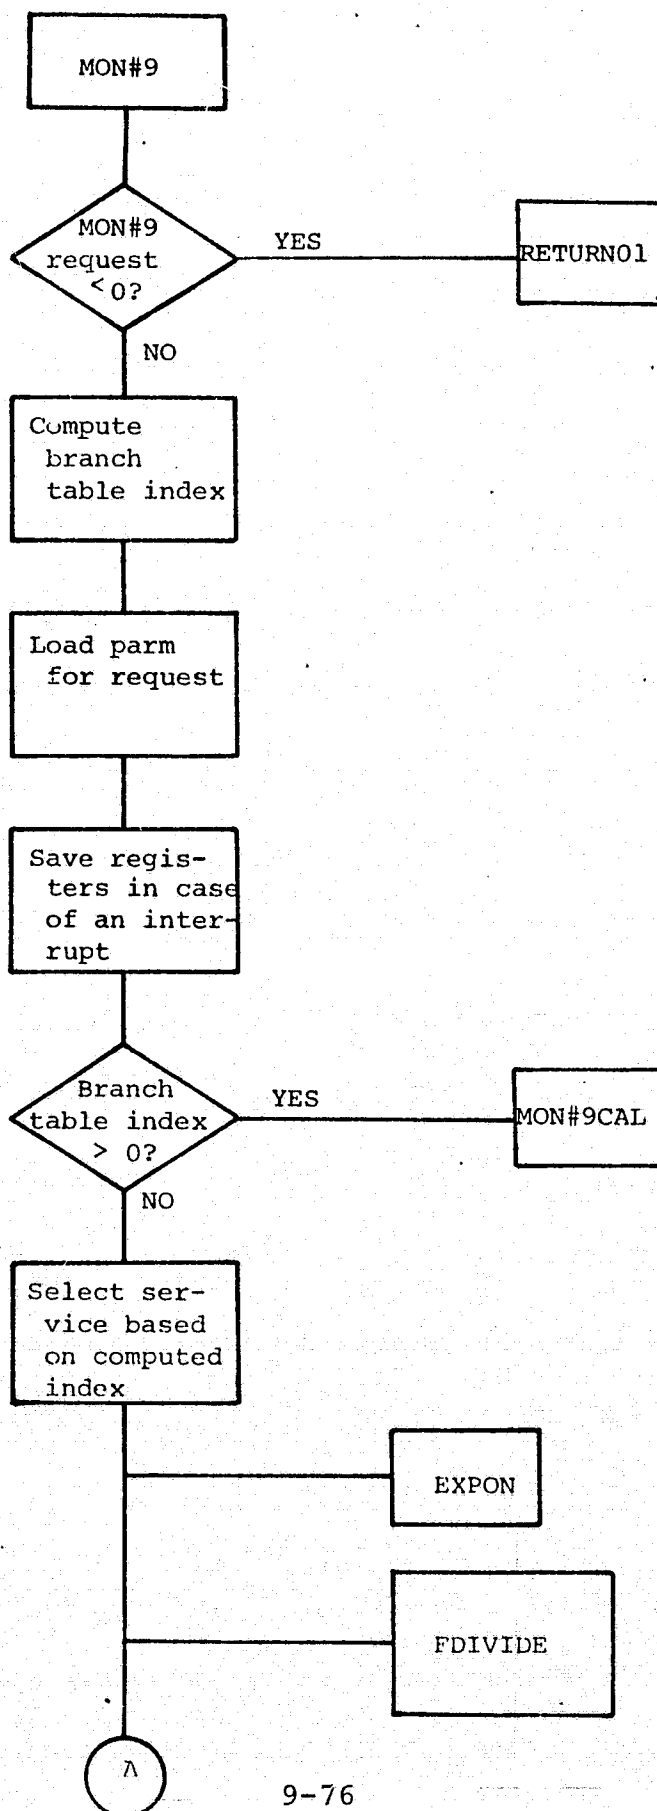 MON#9
MON#9
request
<0?
YES
RETURN01
NO
Compute
branch
table index
Load parm
for request
Save regis-
ters in case
of an inter-
rupt
Branch
table index
> 0?
YES
MON#9CAL
NO
Select ser-
vice based
on computed
index
EXPON
FDIVIDE
A
9-76